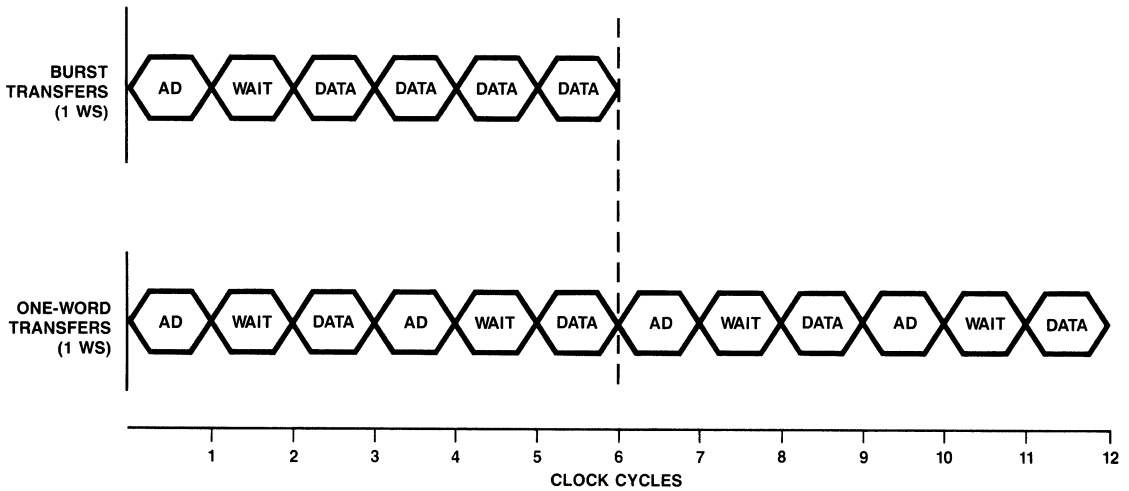 BURST
TRANSFERS
(1 WS)
AD WAIT DATA DATA DATA DATA
ONE-WORD
TRANSFERS
(1 WS)
AD WAIT DATA AD WAIT DATA AD WAIT DATA AD WAIT DATA
1 2 3 4 5 6 7 8 9 10 11 12
CLOCK CYCLES